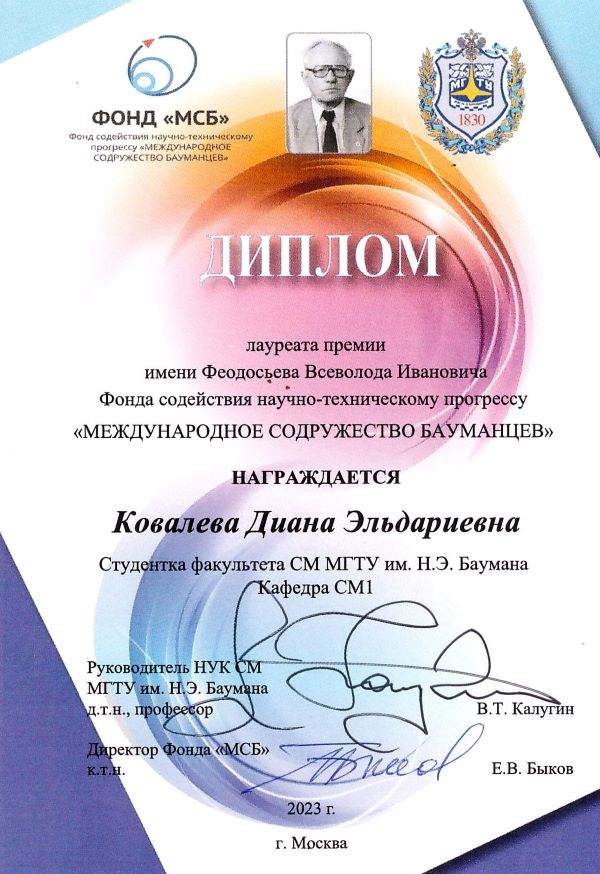 ФОНД «МСБ»
Фонд содействия научно-техническому
прогрессу «МЕЖДУНАРОДНОЕ
СОДРУЖЕСТВО БАУМАНЦЕВ»
МГТУ
1830
ДИПЛОМ
лауреата премии
имени Феодосьева Всеволода Ивановича
Фонда содействия научно-техническому прогрессу
«МЕЖДУНАРОДНОЕ СОДРУЖЕСТВО БАУМАНЦЕВ»
НАГРАЖДАЕТСЯ
Ковалева Диана Эльдариевна
Студентка факультета СМ МГТУ им. Н.Э. Баумана
Кафедра СМ1
Руководитель НУК СМ
МГТУ им. Н.Э. Баумана
д.т.н., профессор В.Т. Калугин
Директор Фонда «МСБ»
к.т.н. Е.В. Быков
2023 г.
г. Москва